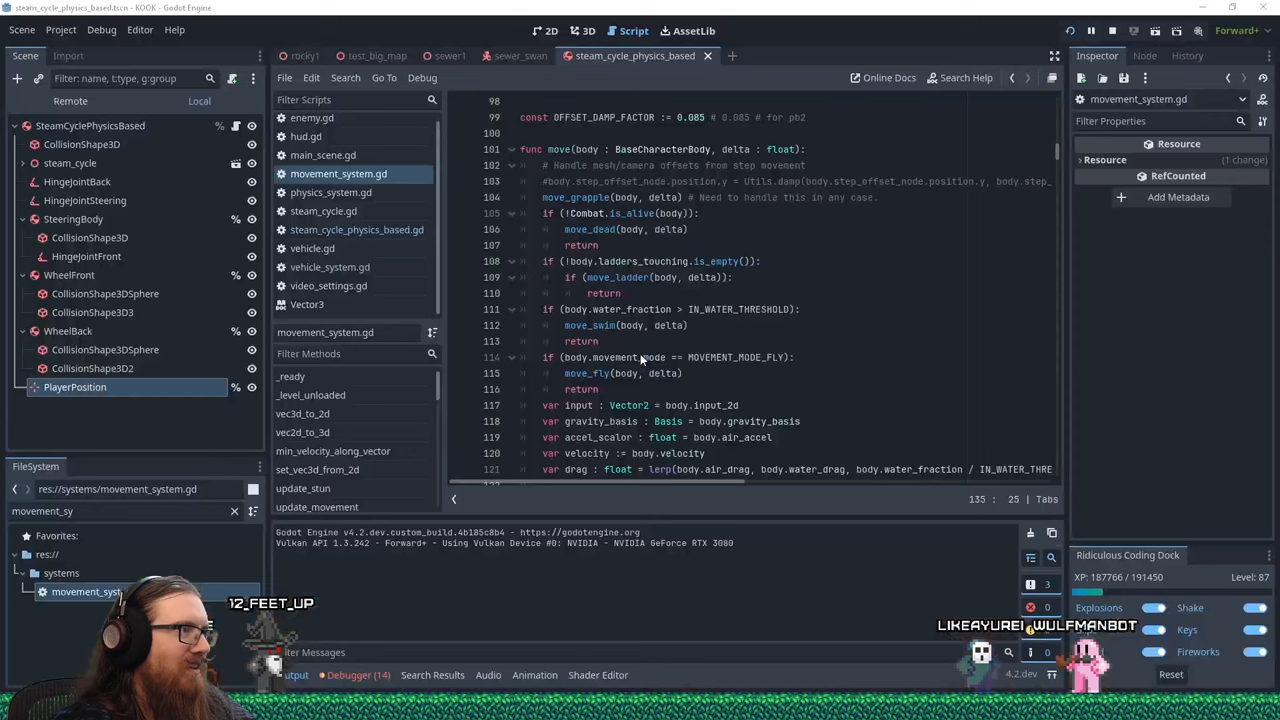 steam_cycle_physics_based.tscn - KOOK - Godot Engine
Scene Project Debug Editor Help
2D 3D Script AssetLib
Forward+
Scene Import
rocky1 test_big_map sewer1 sewer_swan steam_cycle_physics_based
Inspector Node History
Filter: name, t:type, g:group
File Edit Search Go To Debug
Online Docs Search Help
Remote Local
Filter Scripts
movement_system.gd
Filter Properties
SteamCyclePhysicsBased
CollisionShape3D
steam_cycle
HingeJointBack
HingeJointSteering
SteeringBody
CollisionShape3D
HingeJointFront
WheelFront
CollisionShape3DSphere
CollisionShape3D3
WheelBack
CollisionShape3DSphere
CollisionShape3D2
PlayerPosition
enemy.gd
hud.gd
main_scene.gd
movement_system.gd
physics_system.gd
steam_cycle.gd
steam_cycle_physics_based.gd
vehicle.gd
vehicle_system.gd
video_settings.gd
Vector3
movement_system.gd
Filter Methods
_ready
_level_unloaded
vec3d_to_2d
vec2d_to_3d
min_velocity_along_vector
set_vec3d_from_2d
update_stun
update_movement
98
99 const OFFSET_DAMP_FACTOR := 0.085 # 0.085 # for pb2
100
101 func move(body : BaseCharacterBody, delta : float):
102 # Handle mesh/camera offsets from step movement
103 #body.step_offset_node.position.y = Utils.damp(body.step_offset_node.position.y, body.step_
104 move_grapple(body, delta) # Need to handle this in any case.
105 if (!Combat.is_alive(body)):
106 move_dead(body, delta)
107 return
108 if (!body.ladders_touching.is_empty()):
109 if (move_ladder(body, delta)):
110 return
111 if (body.water_fraction > IN_WATER_THRESHOLD):
112 move_swim(body, delta)
113 return
114 if (body.movement_mode == MOVEMENT_MODE_FLY):
115 move_fly(body, delta)
116 return
117 var input : Vector2 = body.input_2d
118 var gravity_basis : Basis = body.gravity_basis
119 var accel_scalor : float = body.air_accel
120 var velocity := body.velocity
121 var drag : float = lerp(body.air_drag, body.water_drag, body.water_fraction / IN_WATER_THRE
135 : 25 | Tabs
Resource
Resource (1 change)
RefCounted
Add Metadata
FileSystem
res://systems/movement_system.gd
movement_sy
Favorites:
res://
systems
movement_syst
Godot Engine v4.2.dev.custom_build.4b185c8b4 - https://godotengine.org
Vulkan API 1.3.242 - Forward+ - Using Vulkan Device #0: NVIDIA - NVIDIA GeForce RTX 3080
3
0
0
ilter Messages
utput Debugger (14) Search Results Audio Animation Shader Editor
4.2.dev
Ridiculous Coding Dock
XP: 187766 / 191450 Level: 87
Explosions Shake
Keys
Fireworks
Reset
12_FEET_UP
LIKEAYUREI_WULFMANBOT